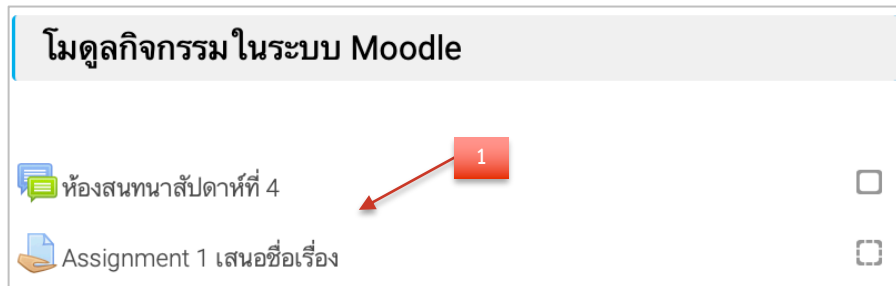 โมดูลกิจกรรมในระบบ Moodle
1
ห้องสนทนาสัปดาห์ที่ 4
Assignment 1 เสนอชื่อเรื่อง